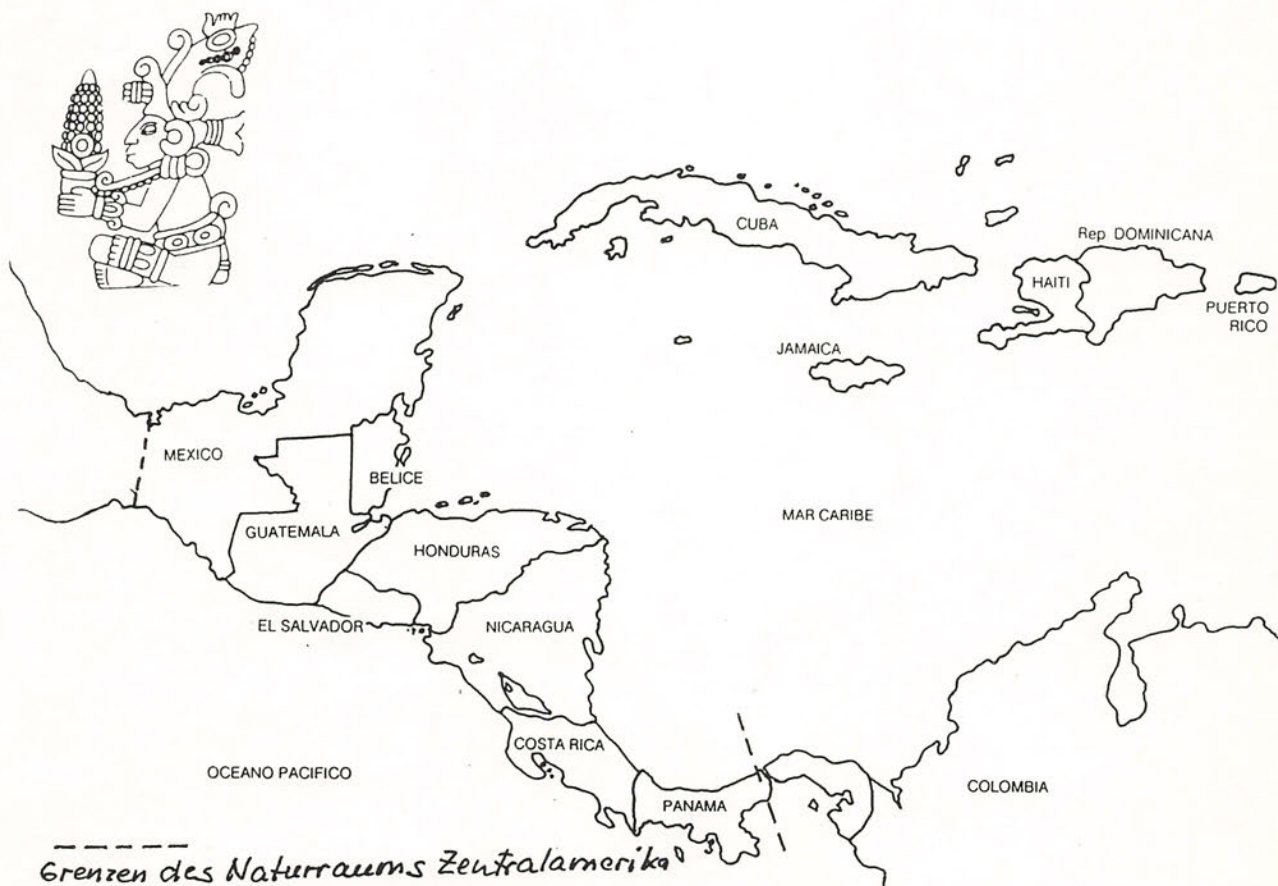 CUBA
Rep DOMINICANA
HAITI
PUERTO
RICO
JAMAICA
MEXICO
BELICE
MAR CARIBE
GUATEMALA
HONDURAS
EL SALVADOR
NICARAGUA
COSTA RICA
OCEANO PACIFICO
COLOMBIA
PANAMA
Grenzen des Naturraums Zentralamerika